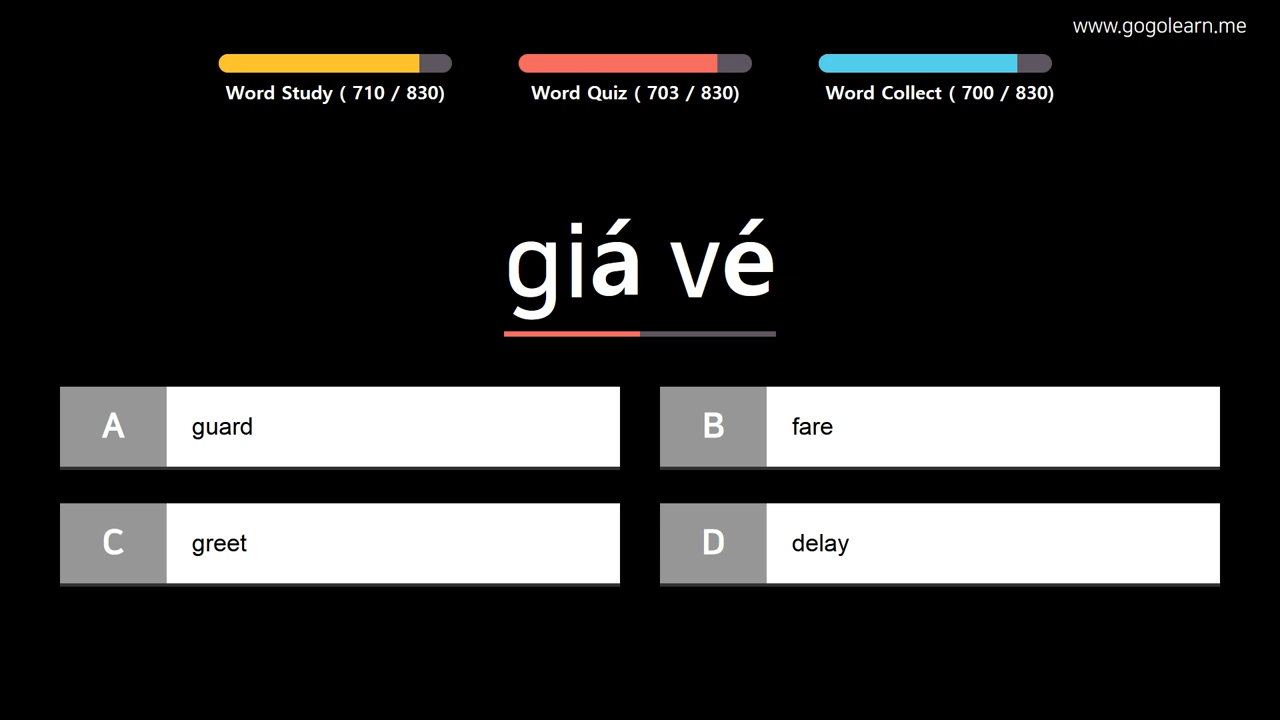 www.gogolearn.me
Word Study ( 710 / 830)
Word Quiz ( 703 / 830)
Word Collect ( 700 / 830)
giá vé
A guard
B fare
C greet
D delay